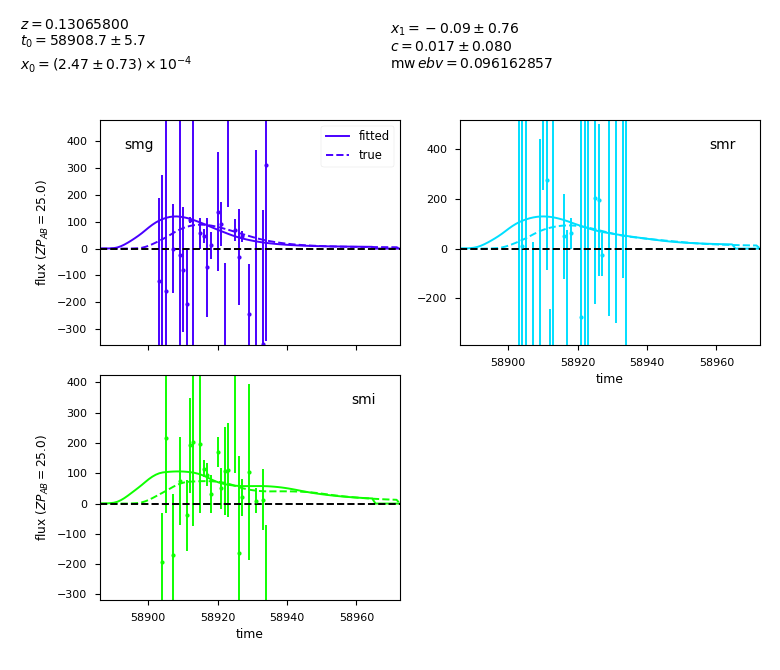 z = 0.13065800
t₀ = 58908.7 ± 5.7
x₀ = (2.47 ± 0.73) × 10⁻⁴
x₁ = −0.09 ± 0.76
c = 0.017 ± 0.080
mw ebv = 0.096162857
smg
fitted
true
400
300
200
100
0
−100
−200
−300
flux (ZP_AB = 25.0)
smr
400
200
0
−200
58900 58920 58940 58960
time
smi
400
300
200
100
0
−100
−200
−300
flux (ZP_AB = 25.0)
58900 58920 58940 58960
time